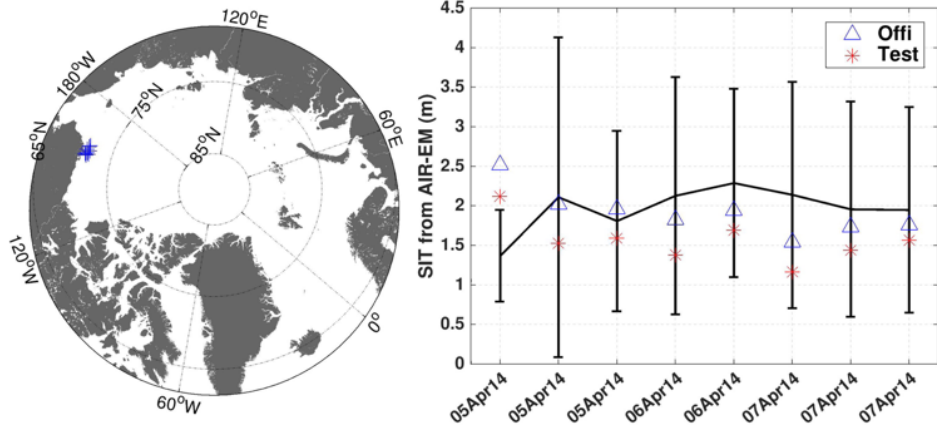 120°E
180°W
75°N
60°E
65°N
85°N
120°W
0°
60°W
SIT from AIR-EM (m)
4.5
4
3.5
3
2.5
2
1.5
1
0.5
0
Offi
Test
05Apr14
05Apr14
05Apr14
06Apr14
06Apr14
07Apr14
07Apr14
07Apr14